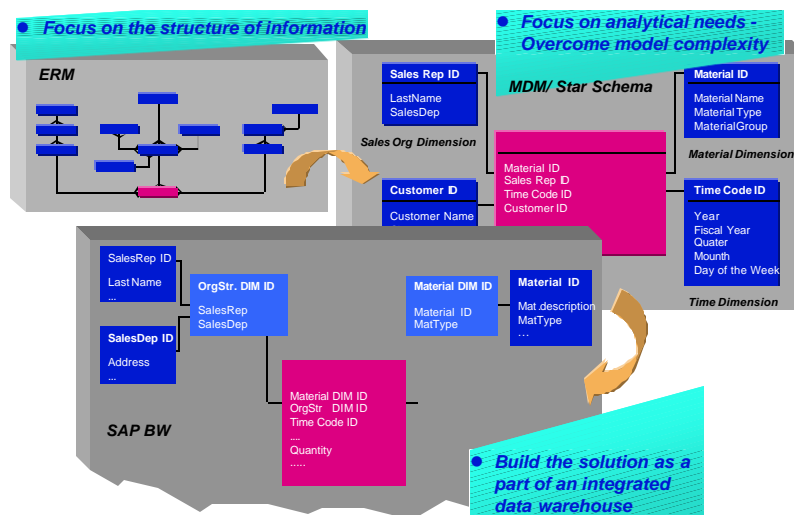 Focus on the structure of information
ERM
Focus on analytical needs -
Overcome model complexity
MDM/ Star Schema
Sales Rep ID
LastName
SalesDep
Sales Org Dimension
Material ID
Material Name
Material Type
MaterialGroup
Material Dimension
Material ID
Sales Rep ID
Time Code ID
Customer ID
Customer ID
Customer Name
Time Code ID
Year
Fiscal Year
Quater
Mounth
Day of the Week
Time Dimension
SalesRep ID
LastName
...
OrgStr. DIM ID
SalesRep
SalesDep
SalesDep ID
Address
...
Material DIM ID
Material ID
MatType
Material ID
Mat.description
MatType
...
Material DIM ID
OrgStr DIM ID
Time Code ID
....
Quantity
.....
SAP BW
Build the solution as a
part of an integrated
data warehouse